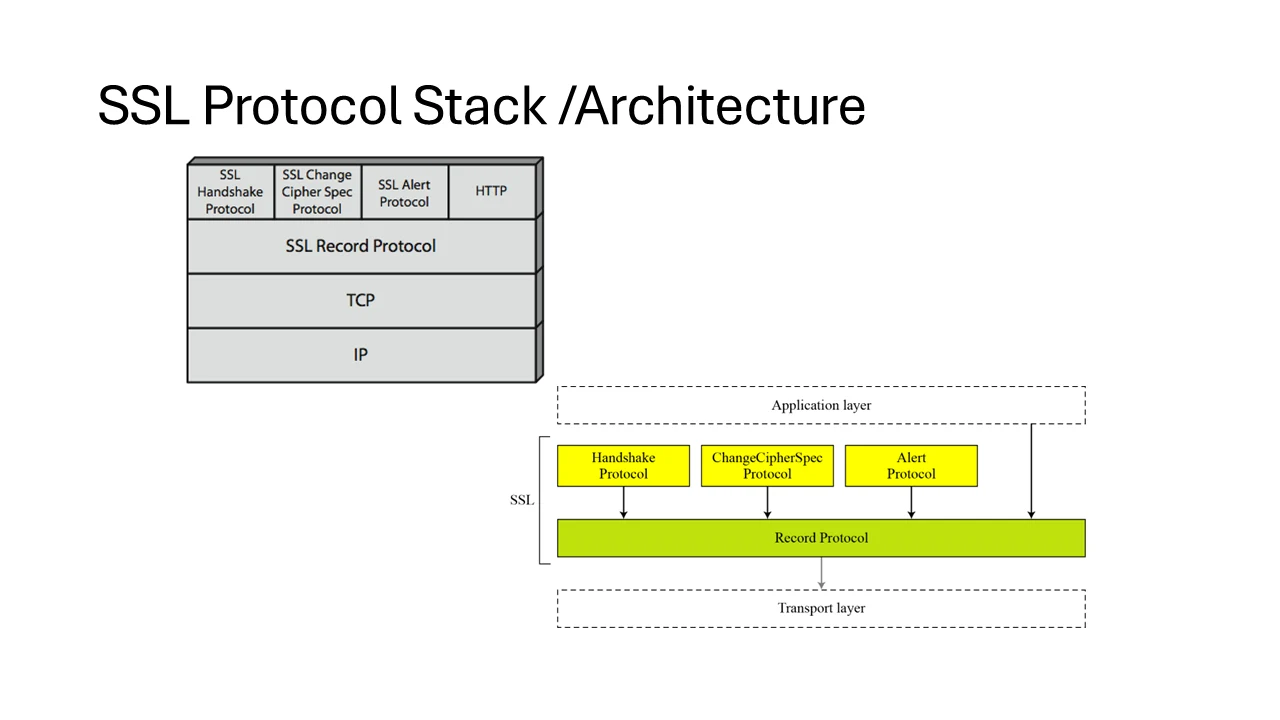 SSL Protocol Stack /Architecture
SSL
Handshake
Protocol
SSL Change
Cipher Spec
Protocol
SSL Alert
Protocol
HTTP
SSL Record Protocol
TCP
IP
Application layer
SSL
Handshake
Protocol
ChangeCipherSpec
Protocol
Alert
Protocol
Record Protocol
Transport layer